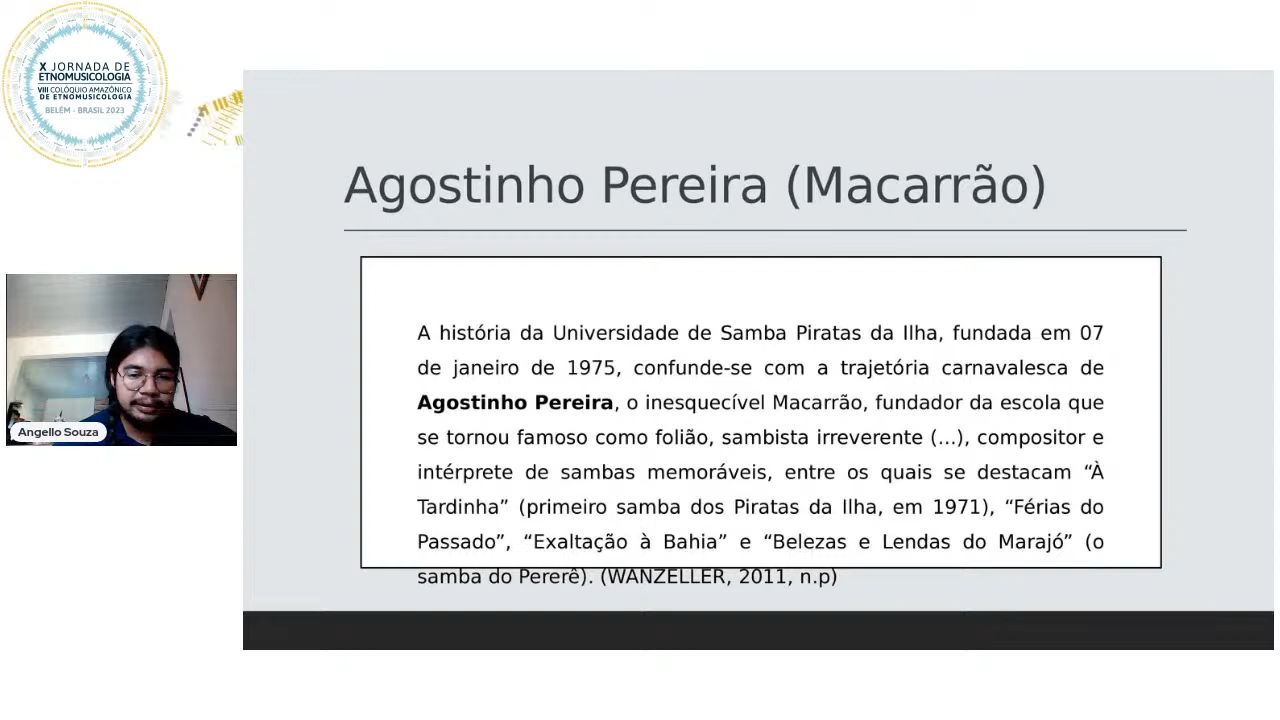 X JORNADA DE
ETNOMUSICOLOGIA
VIII COLÓQUIO AMAZÔNICO
DE ETNOMUSICOLOGIA
BELÉM - BRASIL 2023
Agostinho Pereira (Macarrão)
A história da Universidade de Samba Piratas da Ilha, fundada em 07
de janeiro de 1975, confunde-se com a trajetória carnavalesca de
Agostinho Pereira, o inesquecível Macarrão, fundador da escola que
se tornou famoso como folião, sambista irreverente (...), compositor e
intérprete de sambas memoráveis, entre os quais se destacam “À
Tardinha” (primeiro samba dos Piratas da Ilha, em 1971), “Férias do
Passado”, “Exaltação à Bahia” e “Belezas e Lendas do Marajó” (o
samba do Pererê). (WANZELLER, 2011, n.p)
Angello Souza